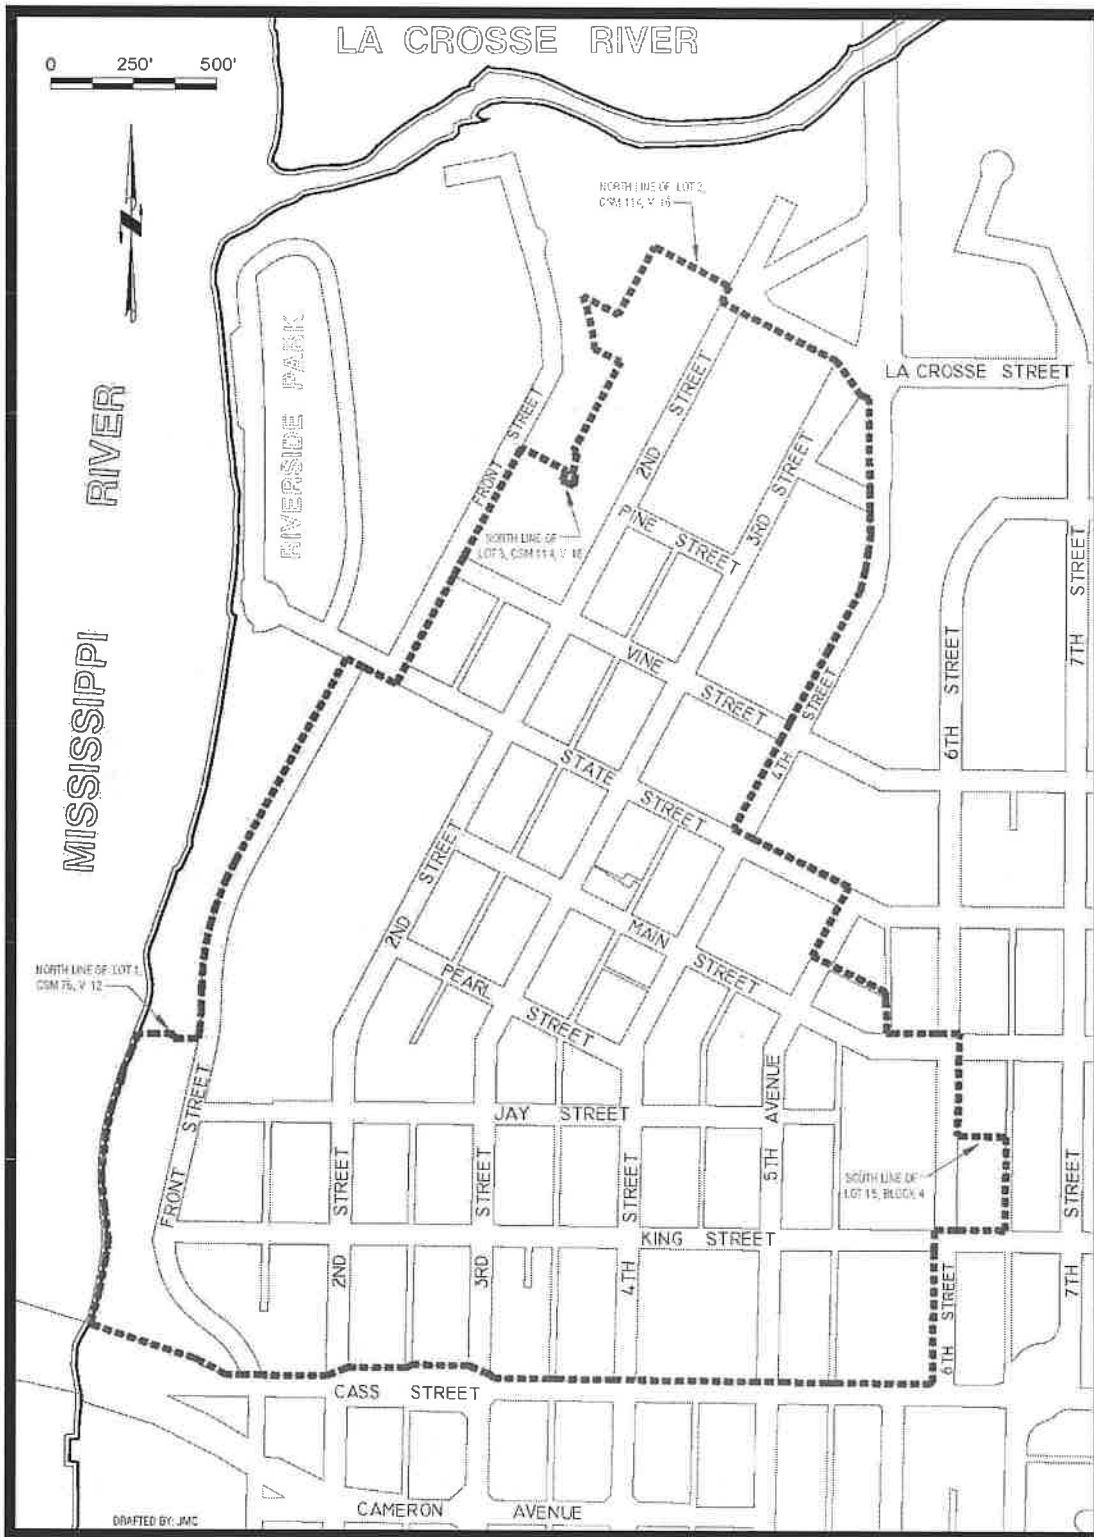 LA CROSSE RIVER
0 250' 500'
NORTH LINE OF LOT 2,
CSM 114, V 16
RIVERSIDE PARK
LA CROSSE STREET
MISSISSIPPI RIVER
FRONT STREET
2ND STREET
3RD STREET
PINE STREET
NORTH LINE OF
LOT 3, CSM 114, V 16
7TH STREET
6TH STREET
VINE STREET
4TH STREET
STATE STREET
2ND STREET
MAIN STREET
PEARL STREET
NORTH LINE OF LOT 1,
CSM 75, V 12
FRONT STREET
JAY STREET
5TH AVENUE
2ND STREET
3RD STREET
4TH STREET
SOUTH LINE OF
LOT 15, BLOCK 4
7TH STREET
KING STREET
6TH STREET
CASS STREET
CAMERON AVENUE
DRAFTED BY: JMC